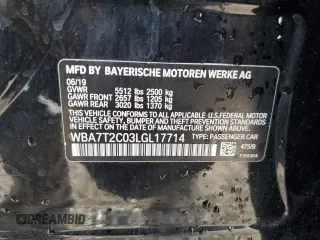 MFD BY BAYERISCHE MOTOREN WERKE AG
06/19
GVWR 5512 lbs 2500 kg
GAWR FRONT 2657 lbs 1205 kg
GAWR REAR 3020 lbs 1370 kg
THIS VEHICLE CONFORMS TO ALL APPLICABLE U.S. FEDERAL MOTOR VEHICLE SAFETY, BUMPER, AND THEFT PREVENTION STANDARDS IN EFFECT ON THE DATE OF MANUFACTURE SHOWN ABOVE.
WBA7T2C03LGL17714
TYPE: PASSENGER CAR
475/9
DREAMBID